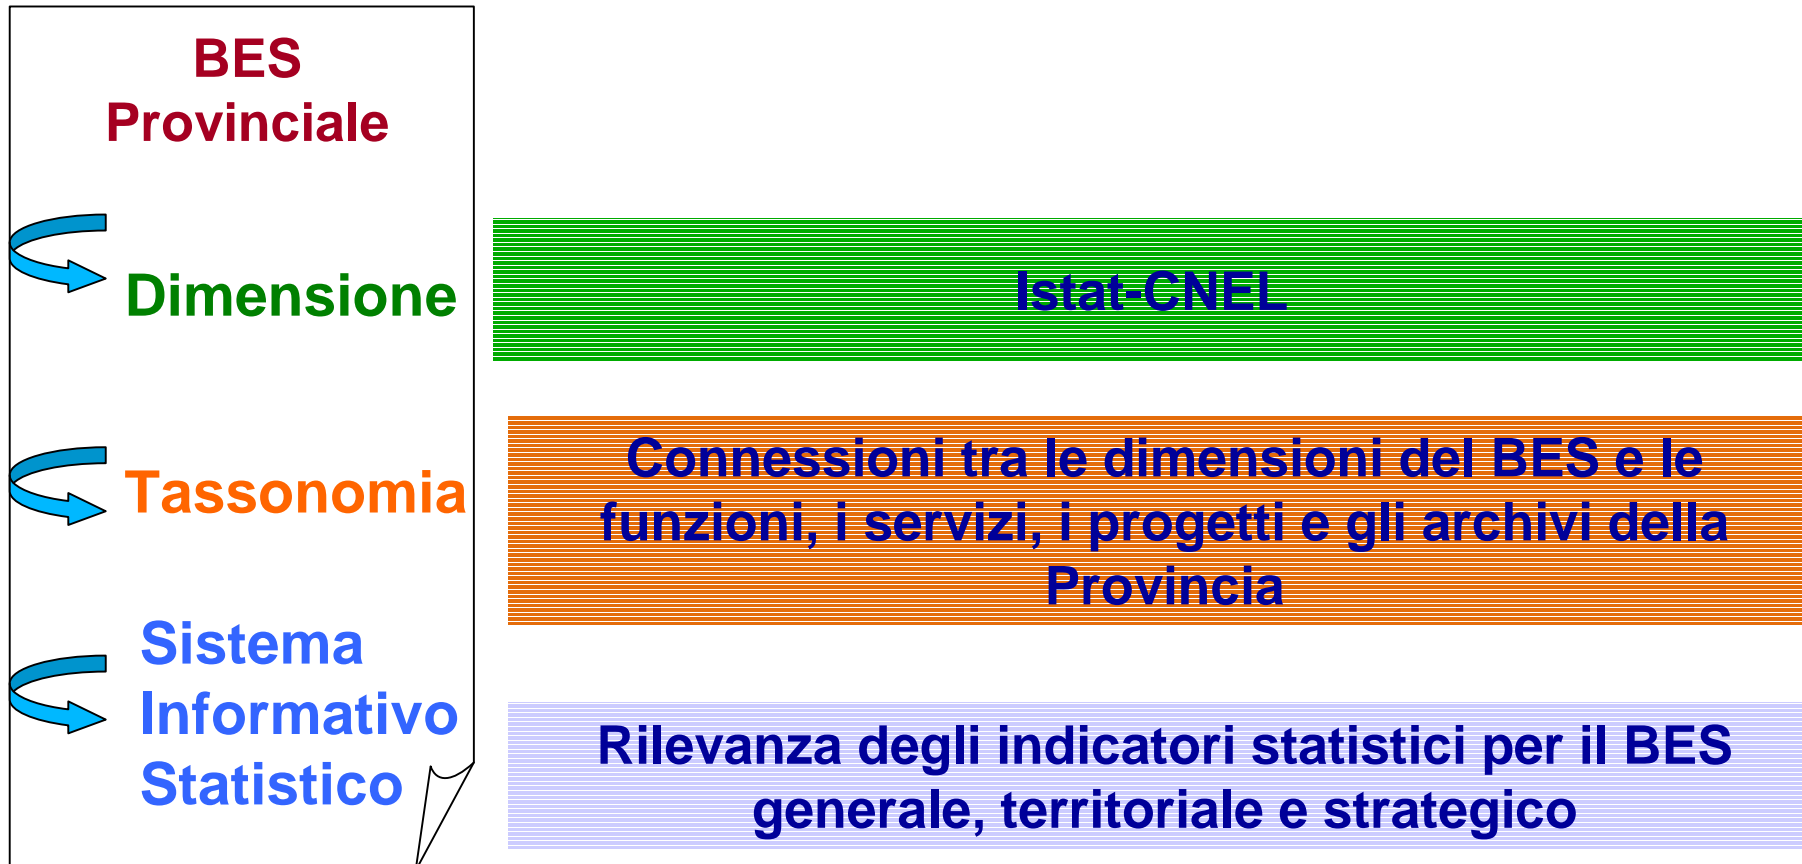 BES
Provinciale
Dimensione
Istat-CNEL
Tassonomia
Connessioni tra le dimensioni del BES e le
funzioni, i servizi, i progetti e gli archivi della
Provincia
Sistema
Informativo
Statistico
Rilevanza degli indicatori statistici per il BES
generale, territoriale e strategico